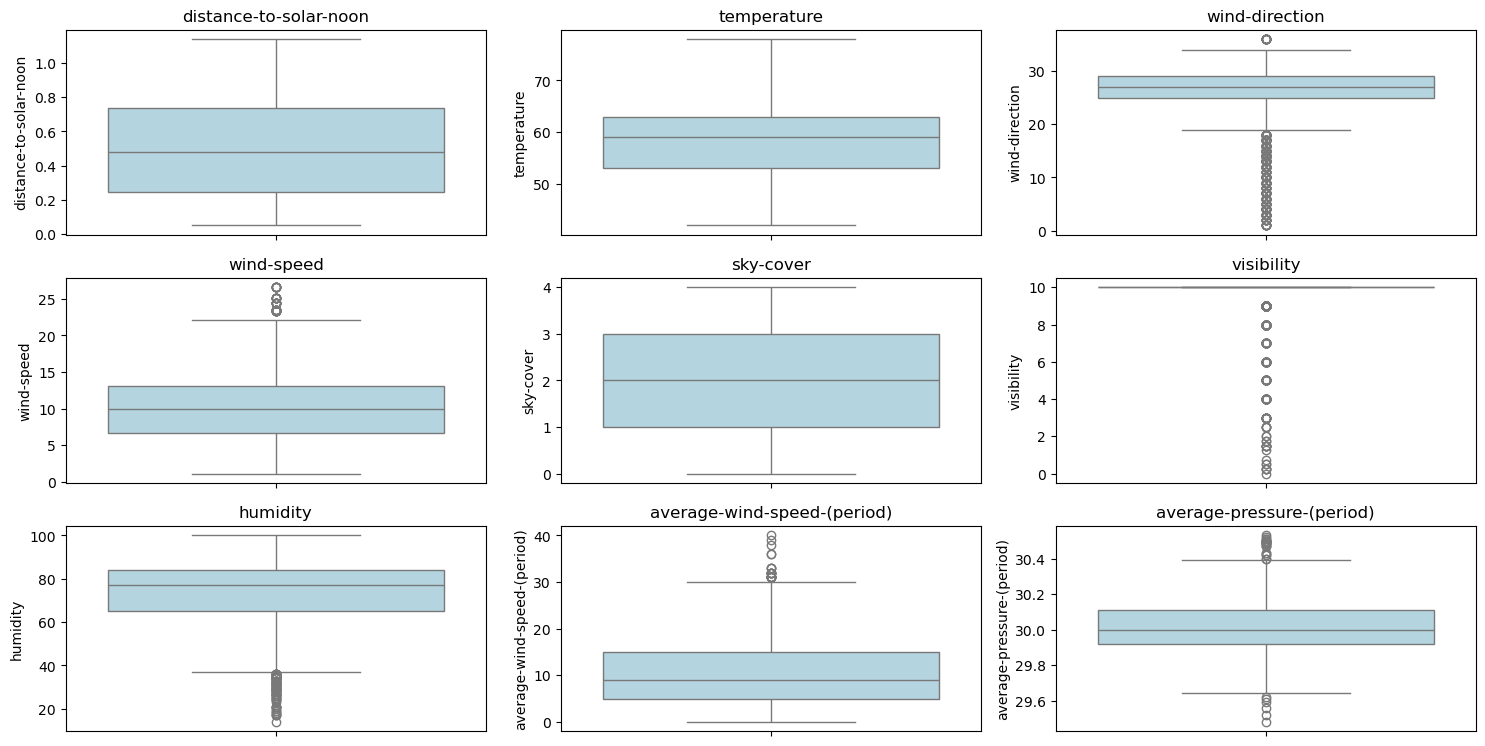 distance-to-solar-noon
distance-to-solar-noon
1.0
0.8
0.6
0.4
0.2
0.0
temperature
temperature
70
60
50
wind-direction
wind-direction
30
20
10
0
wind-speed
wind-speed
25
20
15
10
5
0
sky-cover
sky-cover
4
3
2
1
0
visibility
visibility
10
8
6
4
2
0
humidity
humidity
100
80
60
40
20
average-wind-speed-(period)
average-wind-speed-(period)
40
30
20
10
0
average-pressure-(period)
average-pressure-(period)
30.4
30.2
30.0
29.8
29.6